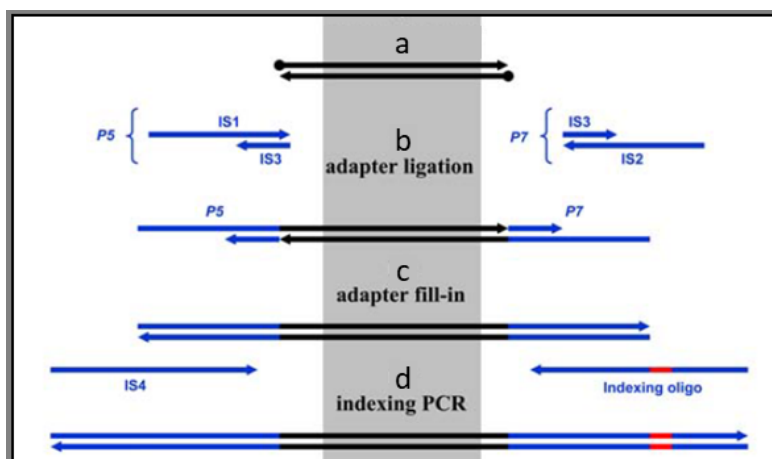 a
IS1
P5
IS3
b
adapter ligation
IS3
P7
IS2
P5
P7
c
adapter fill-in
IS4
d
indexing PCR
Indexing oligo